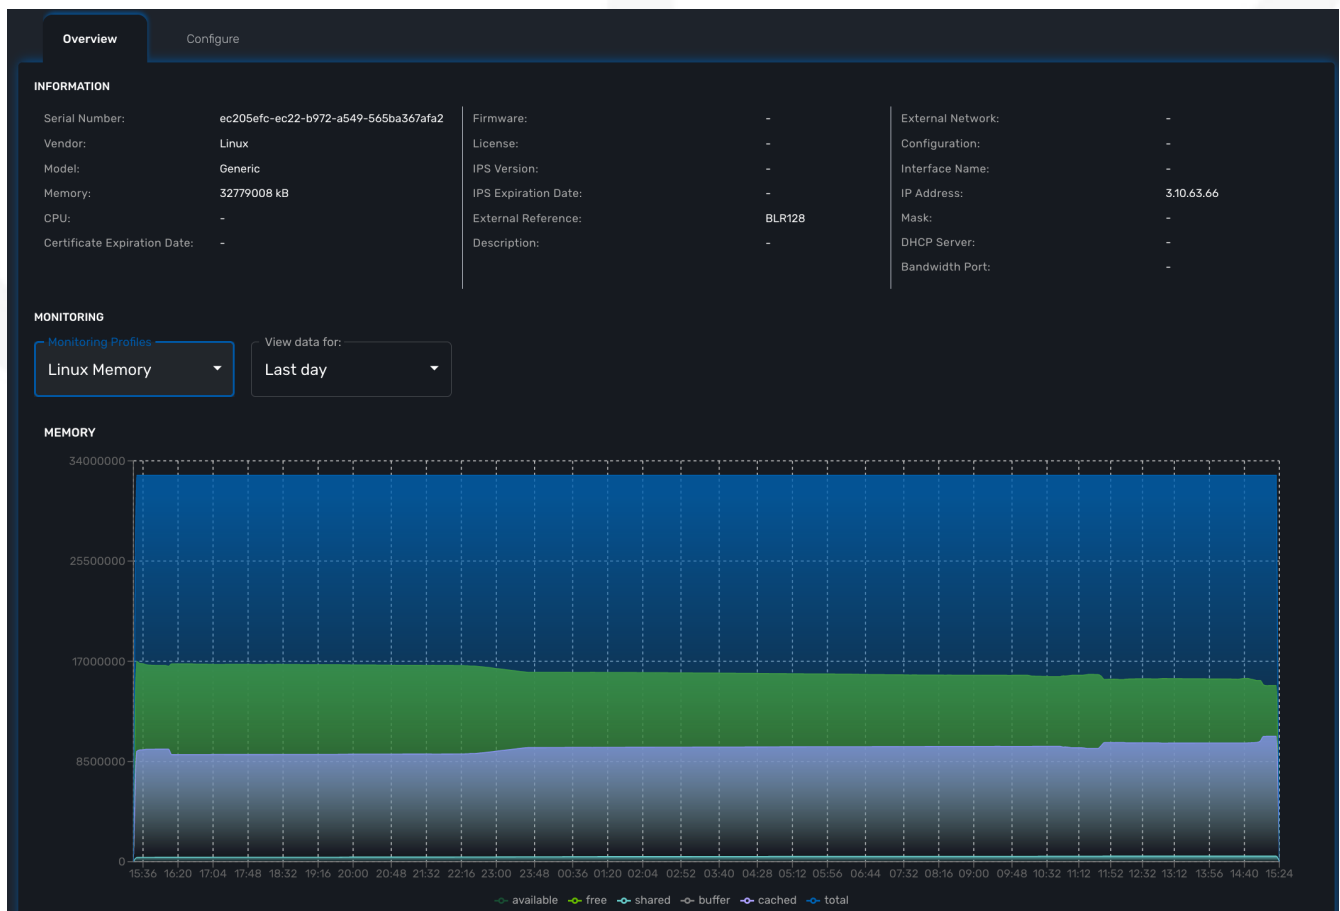 Overview Configure
INFORMATION
Serial Number: ec205efc-ec22-b972-a549-565ba367afa2
Vendor: Linux
Model: Generic
Memory: 32779008 kB
CPU: -
Certificate Expiration Date: -
Firmware: -
License: -
IPS Version: -
IPS Expiration Date: -
External Reference: BLR128
Description: -
External Network: -
Configuration: -
Interface Name: -
IP Address: 3.10.63.66
Mask: -
DHCP Server: -
Bandwidth Port: -
MONITORING
Monitoring Profiles
Linux Memory
View data for:
Last day
MEMORY
34000000
25500000
17000000
8500000
0
15:36 16:20 17:04 17:48 18:32 19:16 20:00 20:48 21:32 22:16 23:00 23:48 00:36 01:20 02:04 02:52 03:40 04:28 05:12 05:56 06:44 07:32 08:16 09:00 09:48 10:32 11:12 11:52 12:32 13:12 13:56 14:40 15:24
available free shared buffer cached total